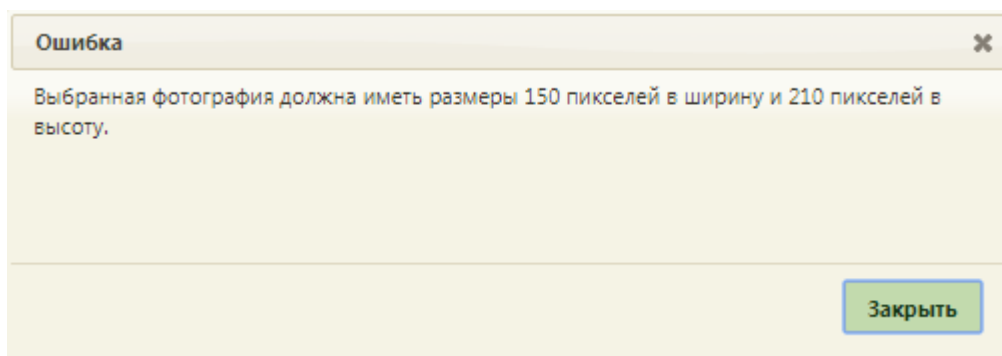 Ошибка
Выбранная фотография должна иметь размеры 150 пикселей в ширину и 210 пикселей в
высоту.
Закрыть